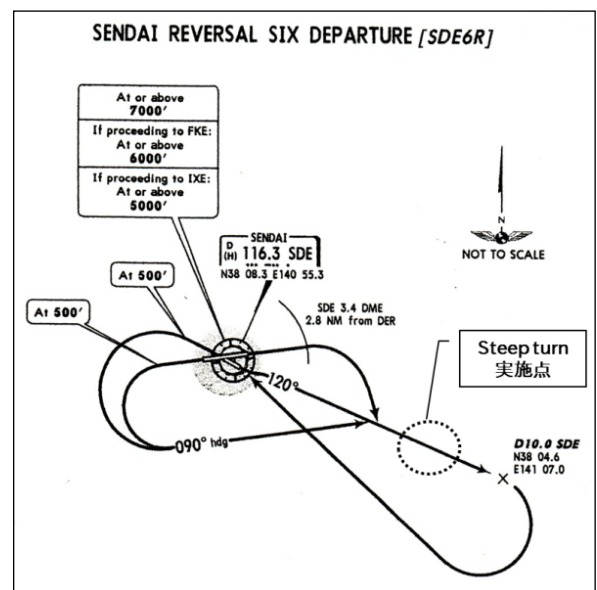 SENDAI REVERSAL SIX DEPARTURE [SDE6R]
At or above
7000'
If proceeding to FKE:
At or above
6000'
If proceeding to IXE:
At or above
5000'
SENDAI
D
(H) 116.3 SDE
N38 08.3 E140 55.3
N
NOT TO SCALE
At 500'
At 500'
SDE 3.4 DME
2.8 NM from DER
Steep turn
実施点
120°
090° hdg
D10.0 SDE
N38 04.6
E141 07.0